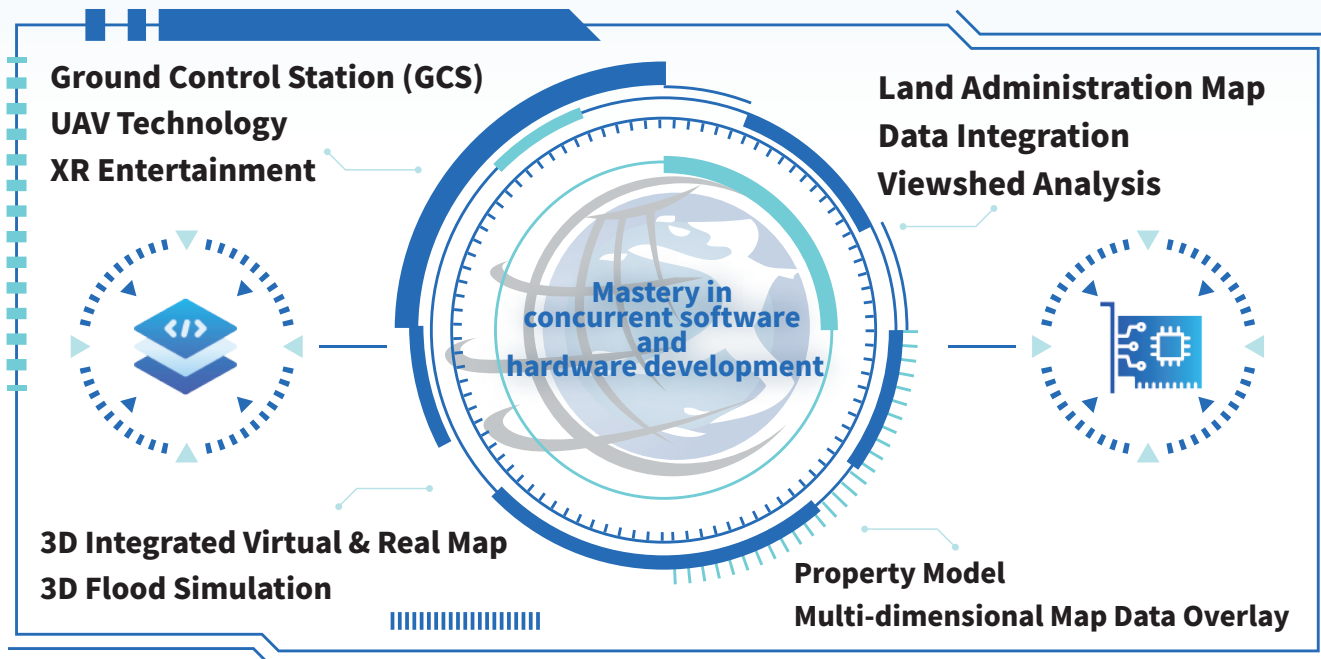 Ground Control Station (GCS)
UAV Technology
XR Entertainment
Land Administration Map
Data Integration
Viewshed Analysis
Mastery in
concurrent software
and
hardware development
</>
3D Integrated Virtual & Real Map
3D Flood Simulation
Property Model
Multi-dimensional Map Data Overlay